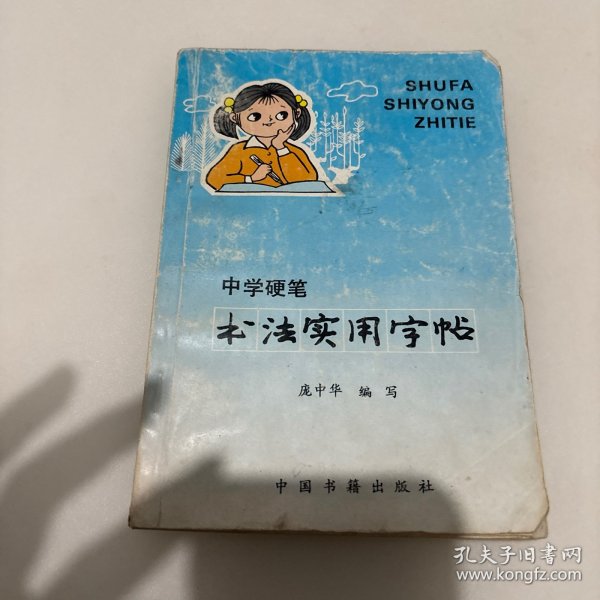 SHUFA
SHIYONG
ZHITIE
中学硬笔
书法实用字帖
庞中华 编写
中国书籍出版社
孔夫子旧书网
www.kongfz.com